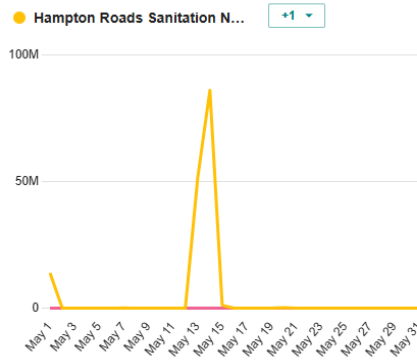 Hampton Roads Sanitation N...
+1
100M
50M
0
May 1
May 3
May 5
May 7
May 9
May 11
May 13
May 15
May 17
May 19
May 21
May 23
May 25
May 27
May 29
May 31